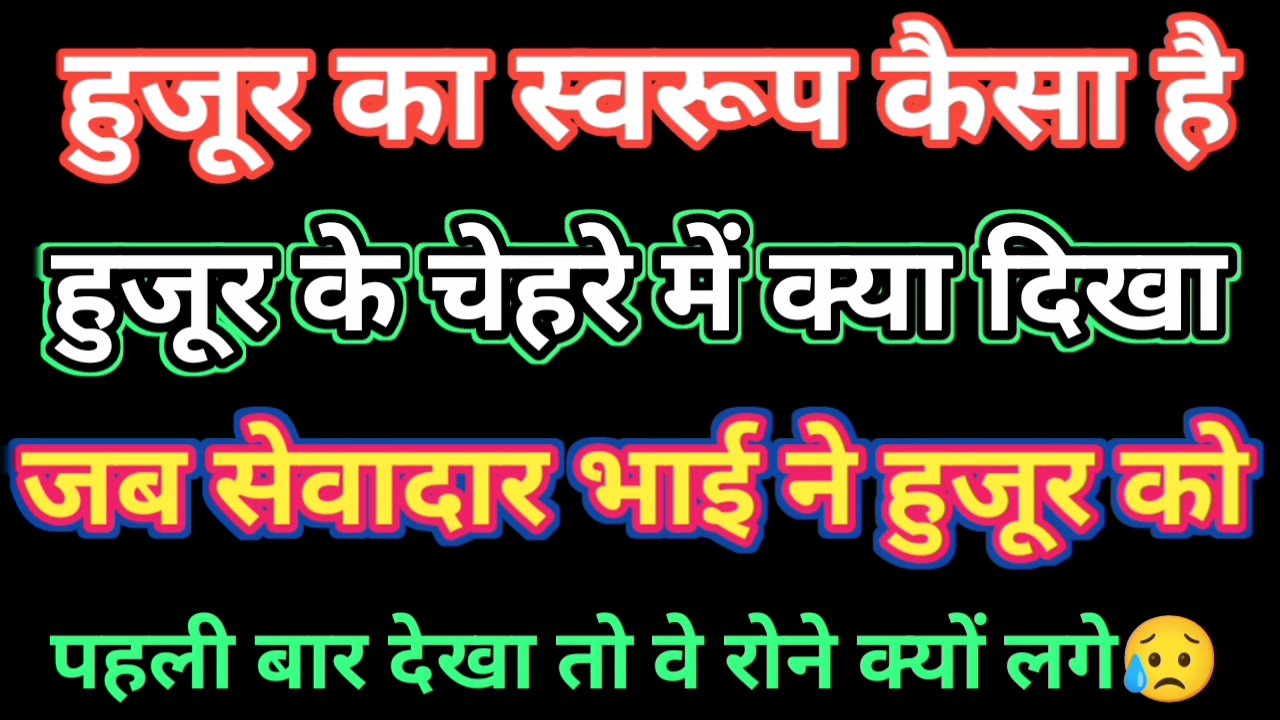 हुजूर का स्वरूप कैसा है
हुजूर के चेहरे में क्या दिखा
जब सेवादार भाई ने हुजूर को
पहली बार देखा तो वे रोने क्यों लगे😥